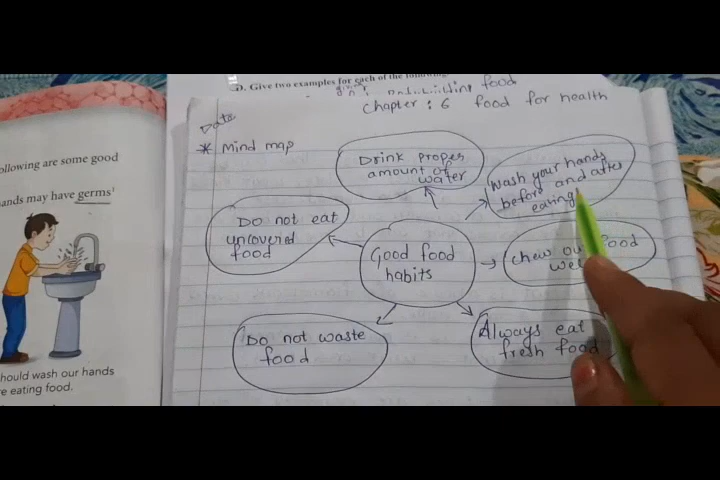 D. Give two examples for each of the following
food
Chapter : 6 food for health
Date
* Mind map
Drink proper
amount of
water
Wash your hands
before and after
eating
Do not eat
uncovered
food
Good food
habits
chew our food
well
Do not waste
food
Always eat
fresh food
ollowing are some good
ands may have germs
hould wash our hands
e eating food.